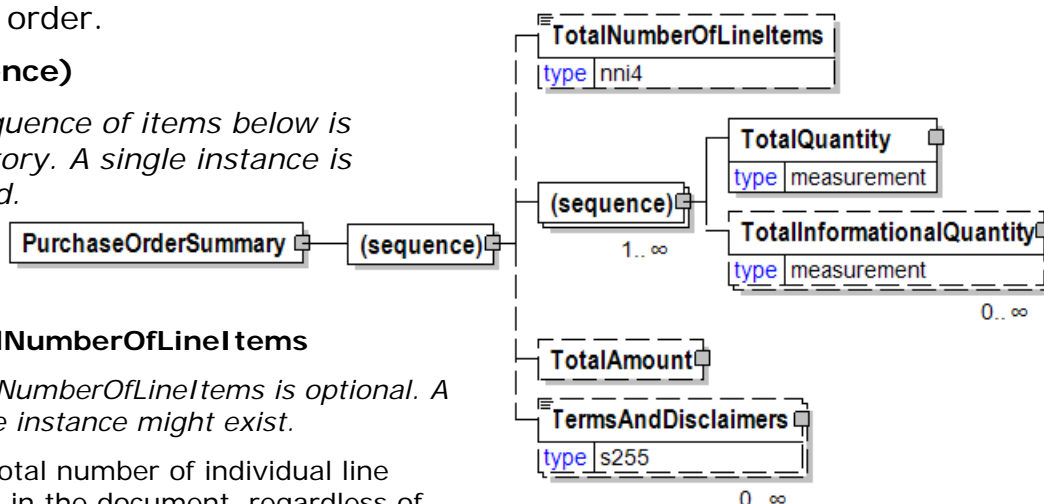 order.
ence)
quence of items below is
tory. A single instance is
d.
lNumberOfLineItems
NumberOfLineItems is optional. A
e instance might exist.
otal number of individual line
in the document, regardless of
PurchaseOrderSummary
(sequence)
TotalNumberOfLineItems
type nni4
(sequence)
1.. ∞
TotalQuantity
type measurement
TotalInformationalQuantity
type measurement
0.. ∞
TotalAmount
TermsAndDisclaimers
type s255
0.. ∞